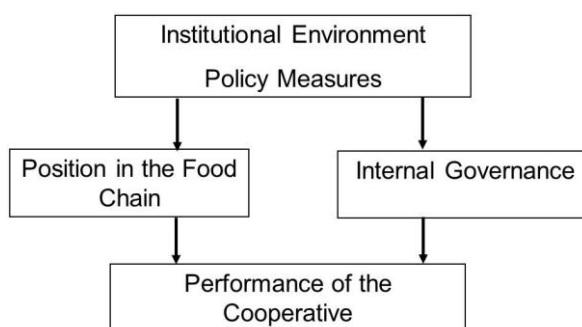 Institutional Environment
Policy Measures
Position in the Food
Chain
Internal Governance
Performance of the
Cooperative